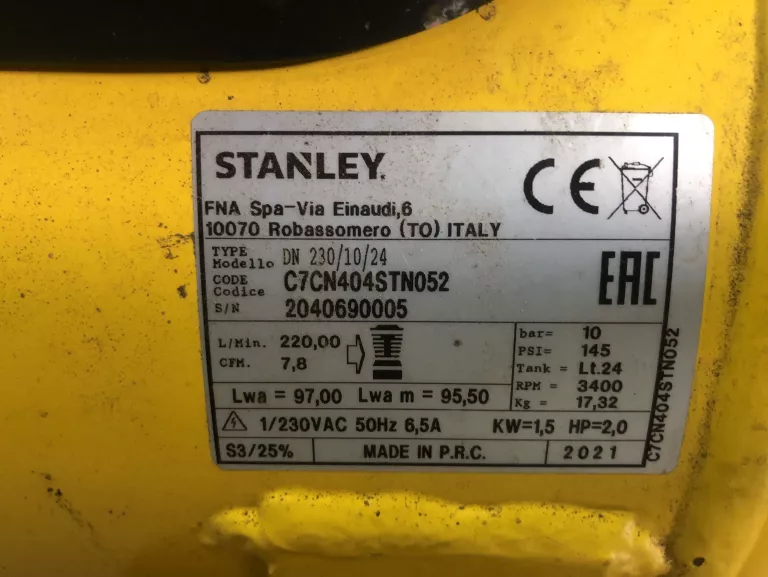 STANLEY.
CE
FNA Spa-Via Einaudi,6
10070 Robassomero (TO) ITALY
TYPE
Modello DN 230/10/24
CODE
Codice C7CN404STN052
S/N 2040690005
EAC
L/Min. 220,00
CFM. 7,8
bar= 10
PSI= 145
Tank = Lt.24
RPM = 3400
Kg = 17,32
Lwa = 97,00 Lwa m = 95,50
1/230VAC 50Hz 6,5A KW=1,5 HP=2,0
S3/25% MADE IN P.R.C. 2021
C7CN404STN052